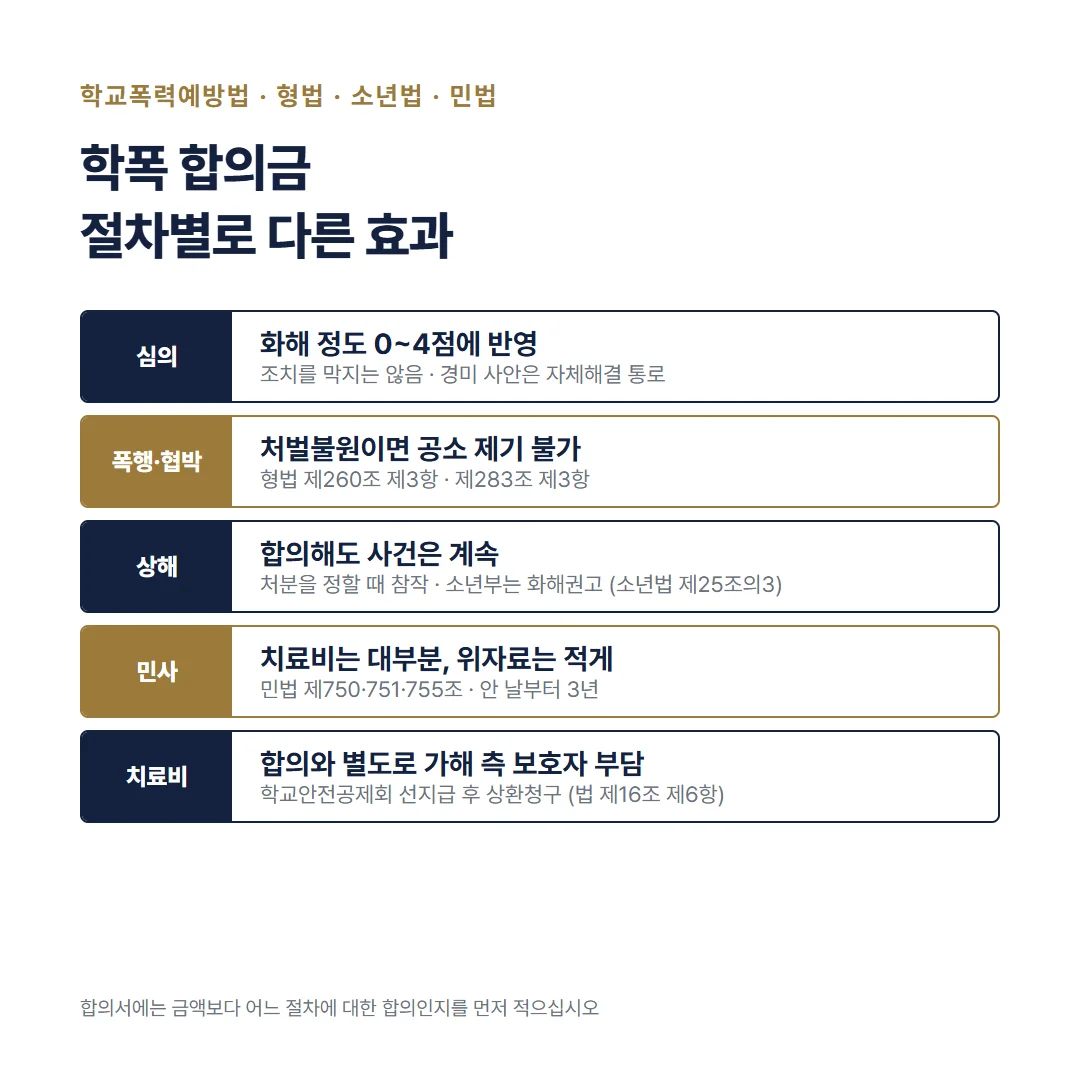 학교폭력예방법 · 형법 · 소년법 · 민법
학폭 합의금
절차별로 다른 효과
심의
화해 정도 0~4점에 반영
조치를 막지는 않음 · 경미 사안은 자체해결 통로
폭행·협박
처벌불원이면 공소 제기 불가
형법 제260조 제3항 · 제283조 제3항
상해
합의해도 사건은 계속
처분을 정할 때 참작 · 소년부는 화해권고 (소년법 제25조의3)
민사
치료비는 대부분, 위자료는 적게
민법 제750·751·755조 · 안 날부터 3년
치료비
합의와 별도로 가해 측 보호자 부담
학교안전공제회 선지급 후 상환청구 (법 제16조 제6항)
합의서에는 금액보다 어느 절차에 대한 합의인지를 먼저 적으십시오